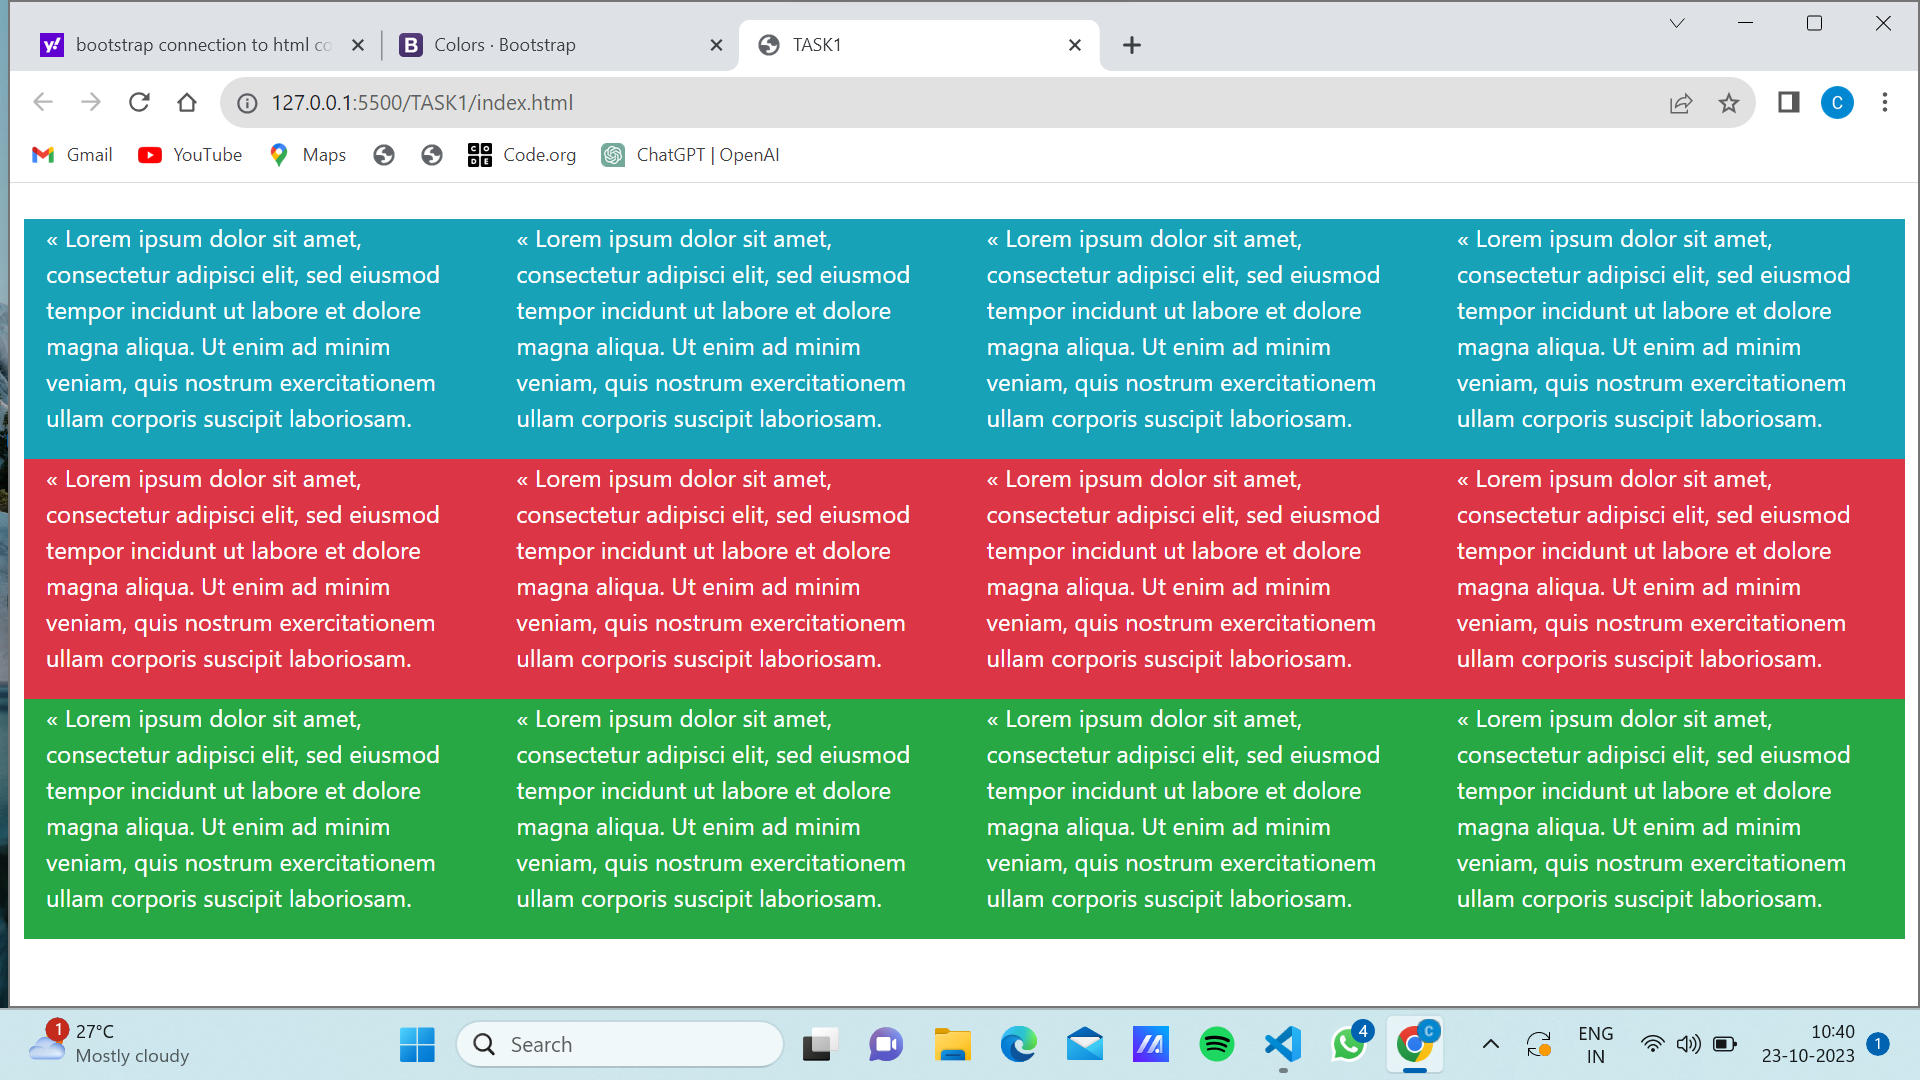 bootstrap connection to html co
Colors · Bootstrap
TASK1
127.0.0.1:5500/TASK1/index.html
C
Gmail
YouTube
Maps
CODE
Code.org
ChatGPT | OpenAI
« Lorem ipsum dolor sit amet,
consectetur adipisci elit, sed eiusmod
tempor incidunt ut labore et dolore
magna aliqua. Ut enim ad minim
veniam, quis nostrum exercitationem
ullam corporis suscipit laboriosam.
« Lorem ipsum dolor sit amet,
consectetur adipisci elit, sed eiusmod
tempor incidunt ut labore et dolore
magna aliqua. Ut enim ad minim
veniam, quis nostrum exercitationem
ullam corporis suscipit laboriosam.
« Lorem ipsum dolor sit amet,
consectetur adipisci elit, sed eiusmod
tempor incidunt ut labore et dolore
magna aliqua. Ut enim ad minim
veniam, quis nostrum exercitationem
ullam corporis suscipit laboriosam.
« Lorem ipsum dolor sit amet,
consectetur adipisci elit, sed eiusmod
tempor incidunt ut labore et dolore
magna aliqua. Ut enim ad minim
veniam, quis nostrum exercitationem
ullam corporis suscipit laboriosam.
« Lorem ipsum dolor sit amet,
consectetur adipisci elit, sed eiusmod
tempor incidunt ut labore et dolore
magna aliqua. Ut enim ad minim
veniam, quis nostrum exercitationem
ullam corporis suscipit laboriosam.
« Lorem ipsum dolor sit amet,
consectetur adipisci elit, sed eiusmod
tempor incidunt ut labore et dolore
magna aliqua. Ut enim ad minim
veniam, quis nostrum exercitationem
ullam corporis suscipit laboriosam.
« Lorem ipsum dolor sit amet,
consectetur adipisci elit, sed eiusmod
tempor incidunt ut labore et dolore
magna aliqua. Ut enim ad minim
veniam, quis nostrum exercitationem
ullam corporis suscipit laboriosam.
« Lorem ipsum dolor sit amet,
consectetur adipisci elit, sed eiusmod
tempor incidunt ut labore et dolore
magna aliqua. Ut enim ad minim
veniam, quis nostrum exercitationem
ullam corporis suscipit laboriosam.
« Lorem ipsum dolor sit amet,
consectetur adipisci elit, sed eiusmod
tempor incidunt ut labore et dolore
magna aliqua. Ut enim ad minim
veniam, quis nostrum exercitationem
ullam corporis suscipit laboriosam.
« Lorem ipsum dolor sit amet,
consectetur adipisci elit, sed eiusmod
tempor incidunt ut labore et dolore
magna aliqua. Ut enim ad minim
veniam, quis nostrum exercitationem
ullam corporis suscipit laboriosam.
« Lorem ipsum dolor sit amet,
consectetur adipisci elit, sed eiusmod
tempor incidunt ut labore et dolore
magna aliqua. Ut enim ad minim
veniam, quis nostrum exercitationem
ullam corporis suscipit laboriosam.
« Lorem ipsum dolor sit amet,
consectetur adipisci elit, sed eiusmod
tempor incidunt ut labore et dolore
magna aliqua. Ut enim ad minim
veniam, quis nostrum exercitationem
ullam corporis suscipit laboriosam.
1
27°C
Mostly cloudy
Search
4
C
ENG
IN
10:40
23-10-2023
1